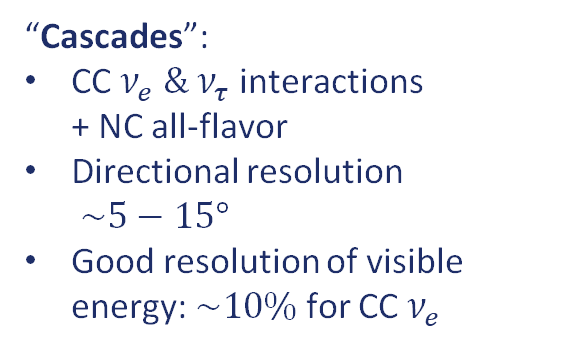 “Cascades”:
• CC νₑ & ν_τ interactions
+ NC all-flavor
• Directional resolution
~5 − 15°
• Good resolution of visible
energy: ~10% for CC νₑ